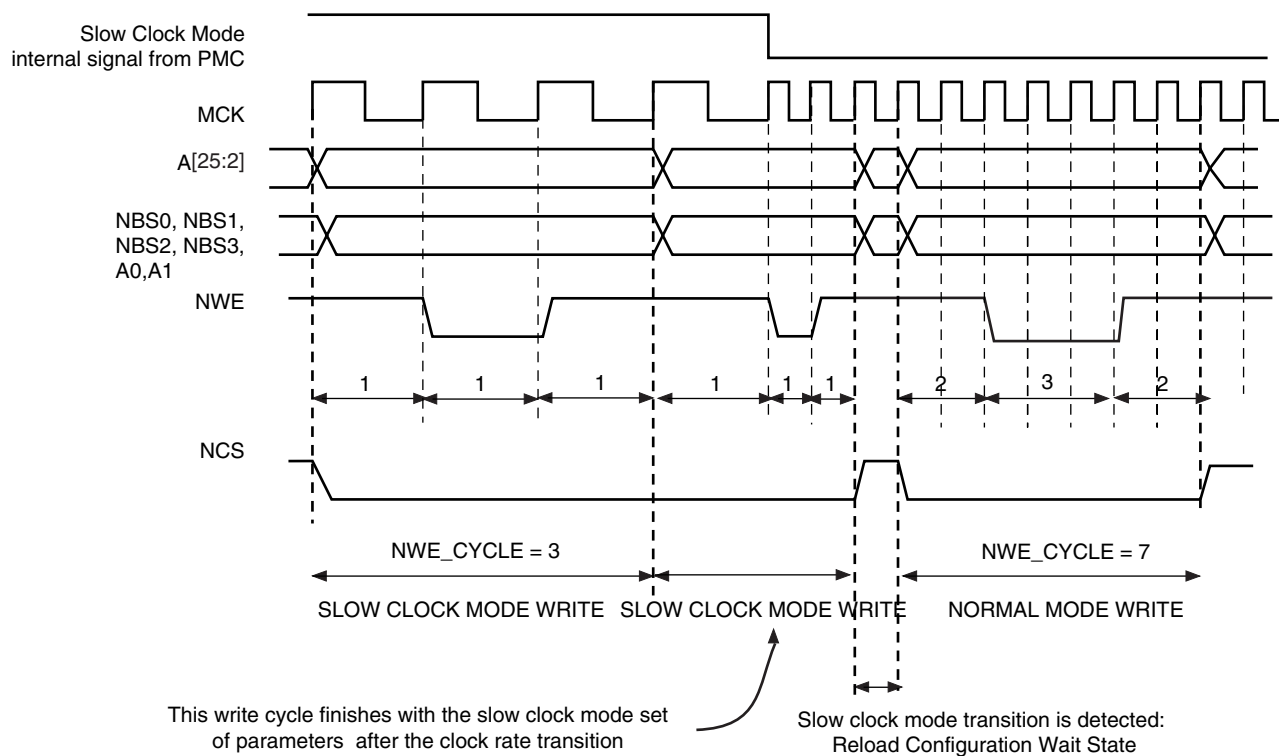 Slow Clock Mode
internal signal from PMC
MCK
A[25:2]
NBS0, NBS1,
NBS2, NBS3,
A0,A1
NWE
1 1 1 1 1 1 2 3 2
NCS
NWE_CYCLE = 3 NWE_CYCLE = 7
SLOW CLOCK MODE WRITE SLOW CLOCK MODE WRITE NORMAL MODE WRITE
This write cycle finishes with the slow clock mode set
of parameters after the clock rate transition
Slow clock mode transition is detected:
Reload Configuration Wait State